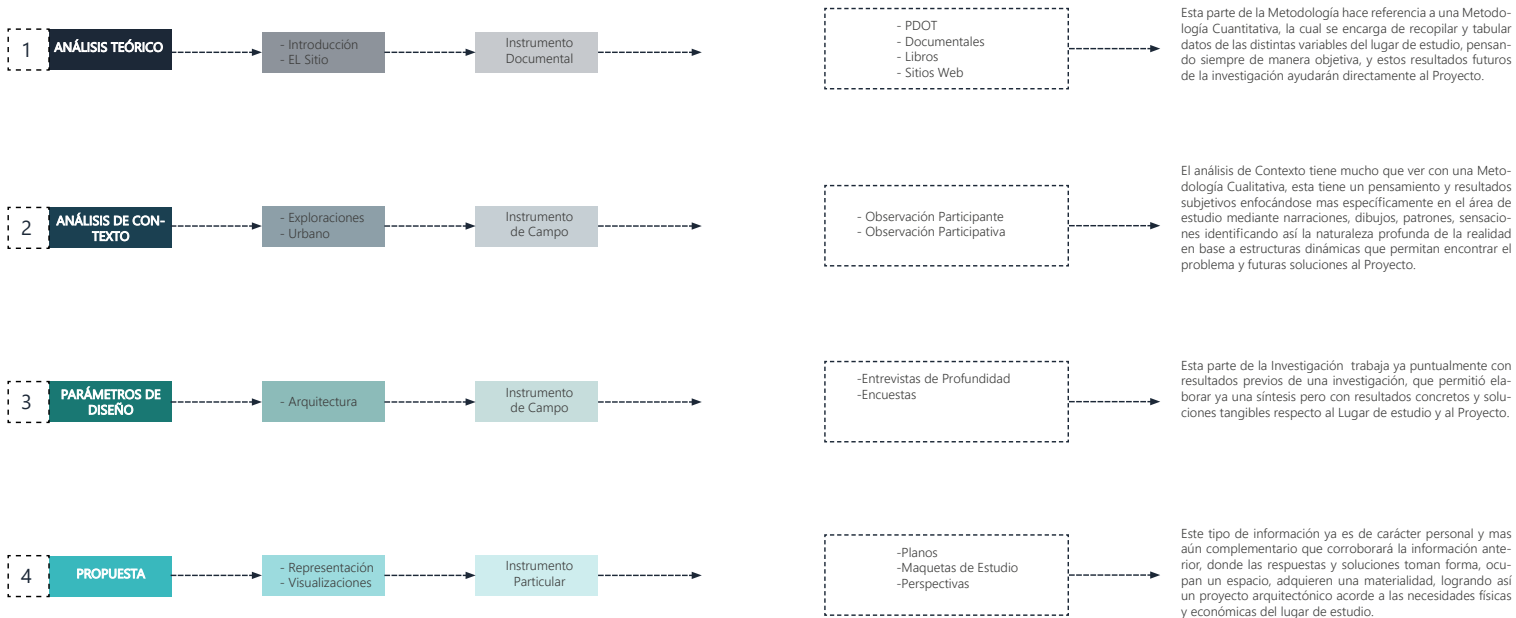 1
ANÁLISIS TEÓRICO
- Introducción
- EL Sitio
Instrumento
Documental
- PDOT
- Documentales
- Libros
- Sitios Web
Esta parte de la Metodología hace referencia a una Metodo-
logía Cuantitativa, la cual se encarga de recopilar y tabular
datos de las distintas variables del lugar de estudio, pensan-
do siempre de manera objetiva, y estos resultados futuros
de la investigación ayudarán directamente al Proyecto.
2
ANÁLISIS DE CON-
TEXTO
- Exploraciones
- Urbano
Instrumento
de Campo
- Observación Participante
- Observación Participativa
El análisis de Contexto tiene mucho que ver con una Meto-
dología Cualitativa, esta tiene un pensamiento y resultados
subjetivos enfocándose mas específicamente en el área de
estudio mediante narraciones, dibujos, patrones, sensacio-
nes identificando así la naturaleza profunda de la realidad
en base a estructuras dinámicas que permitan encontrar el
problema y futuras soluciones al Proyecto.
3
PARÁMETROS DE
DISEÑO
- Arquitectura
Instrumento
de Campo
-Entrevistas de Profundidad
-Encuestas
Esta parte de la Investigación trabaja ya puntualmente con
resultados previos de una investigación, que permitió ela-
borar ya una síntesis pero con resultados concretos y solu-
ciones tangibles respecto al Lugar de estudio y al Proyecto.
4
PROPUESTA
- Representación
- Visualizaciones
Instrumento
Particular
-Planos
-Maquetas de Estudio
-Perspectivas
Este tipo de información ya es de carácter personal y mas
aún complementario que corroborará la información ante-
rior, donde las respuestas y soluciones toman forma, ocu-
pan un espacio, adquieren una materialidad, logrando así
un proyecto arquitectónico acorde a las necesidades físicas
y económicas del lugar de estudio.